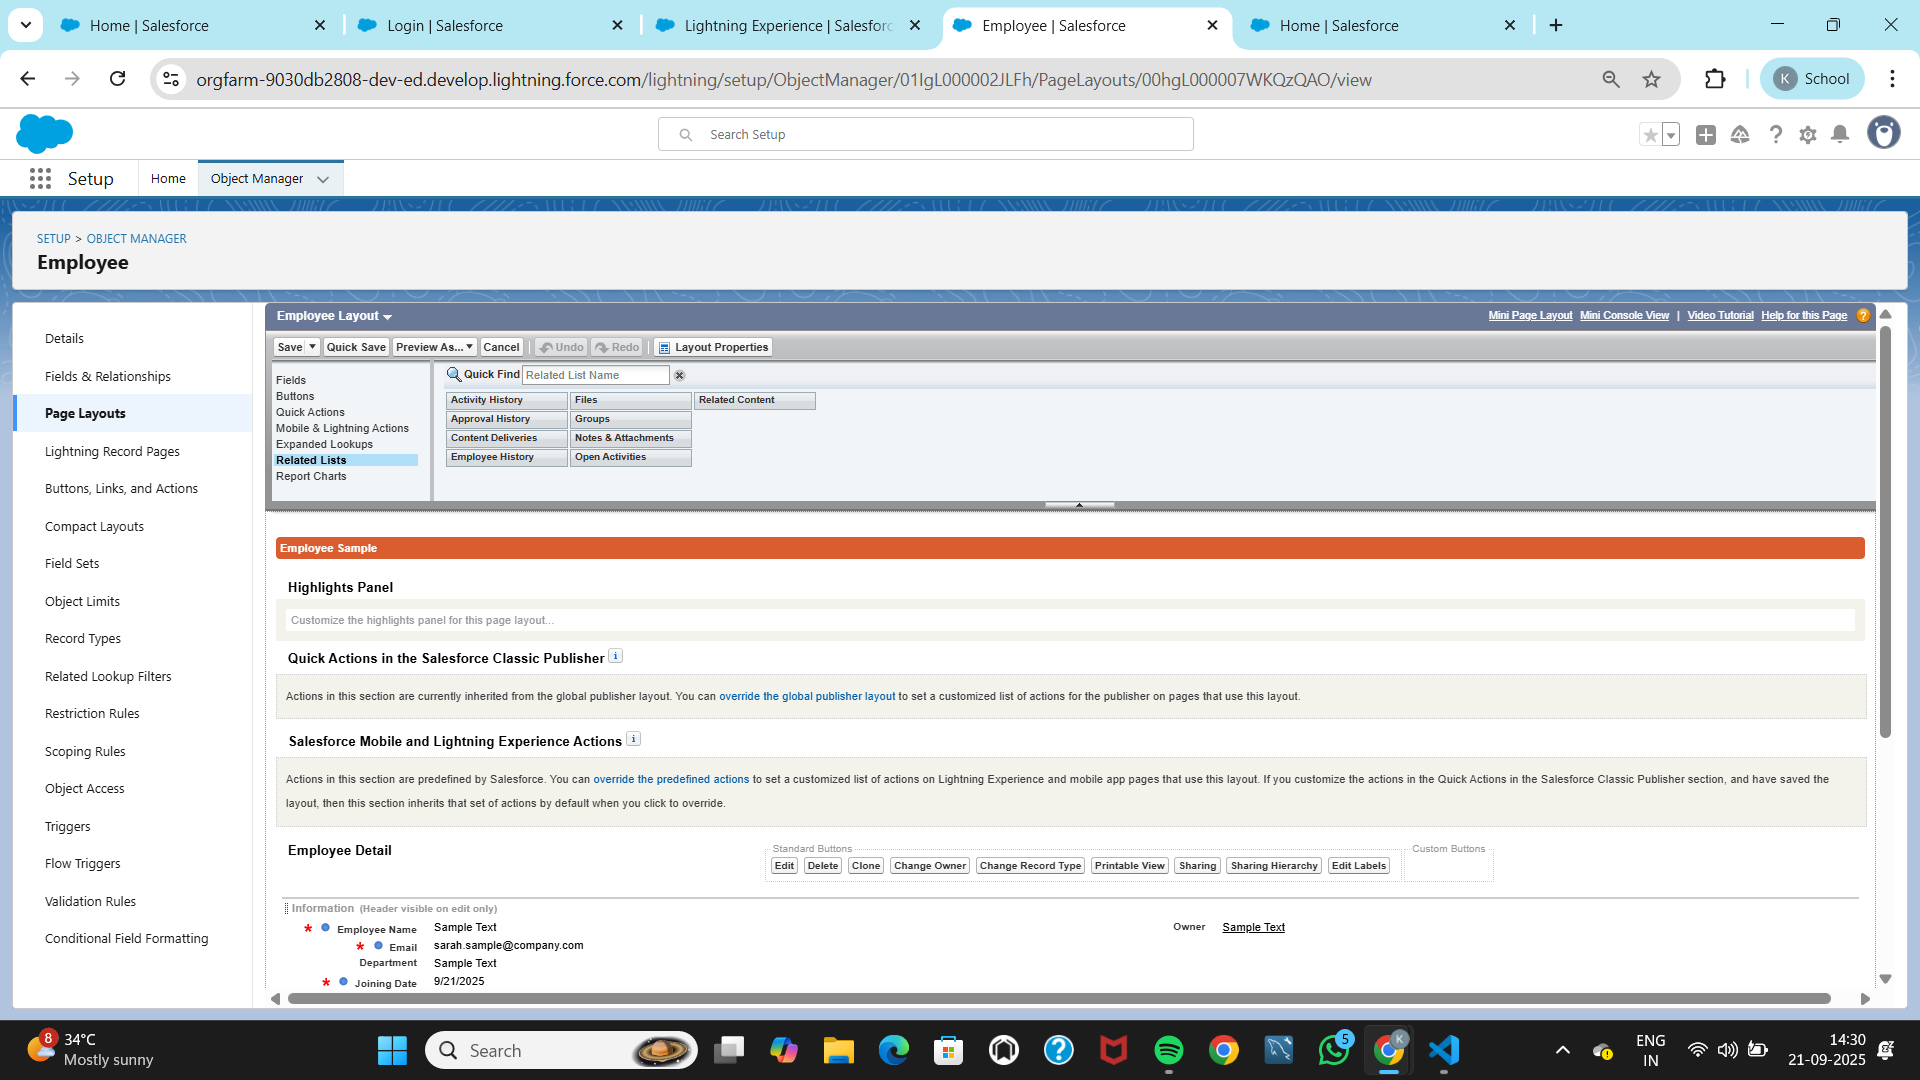 Home | Salesforce
Login | Salesforce
Lightning Experience | Salesforc
Employee | Salesforce
Home | Salesforce
orgfarm-9030db2808-dev-ed.develop.lightning.force.com/lightning/setup/ObjectManager/01IgL000002JLFh/PageLayouts/00hgL000007WKQzQAO/view
K School
Search Setup
Setup
Home
Object Manager
SETUP > OBJECT MANAGER
Employee
Details
Fields & Relationships
Page Layouts
Lightning Record Pages
Buttons, Links, and Actions
Compact Layouts
Field Sets
Object Limits
Record Types
Related Lookup Filters
Restriction Rules
Scoping Rules
Object Access
Triggers
Flow Triggers
Validation Rules
Conditional Field Formatting
Employee Layout
Mini Page Layout Mini Console View | Video Tutorial Help for this Page ?
Save Quick Save Preview As... Cancel Undo Redo Layout Properties
Fields
Buttons
Quick Actions
Mobile & Lightning Actions
Expanded Lookups
Related Lists
Report Charts
Quick Find Related List Name
Activity History Files Related Content
Approval History Groups
Content Deliveries Notes & Attachments
Employee History Open Activities
Employee Sample
Highlights Panel
Customize the highlights panel for this page layout...
Quick Actions in the Salesforce Classic Publisher i
Actions in this section are currently inherited from the global publisher layout. You can override the global publisher layout to set a customized list of actions for the publisher on pages that use this layout.
Salesforce Mobile and Lightning Experience Actions i
Actions in this section are predefined by Salesforce. You can override the predefined actions to set a customized list of actions on Lightning Experience and mobile app pages that use this layout. If you customize the actions in the Quick Actions in the Salesforce Classic Publisher section, and have saved the
layout, then this section inherits that set of actions by default when you click to override.
Employee Detail
Standard Buttons
Edit Delete Clone Change Owner Change Record Type Printable View Sharing Sharing Hierarchy Edit Labels
Custom Buttons
Information (Header visible on edit only)
* Employee Name Sample Text
Owner Sample Text
* Email sarah.sample@company.com
Department Sample Text
* Joining Date 9/21/2025
8
34°C
Mostly sunny
Search
5
K
ENG
IN
14:30
21-09-2025